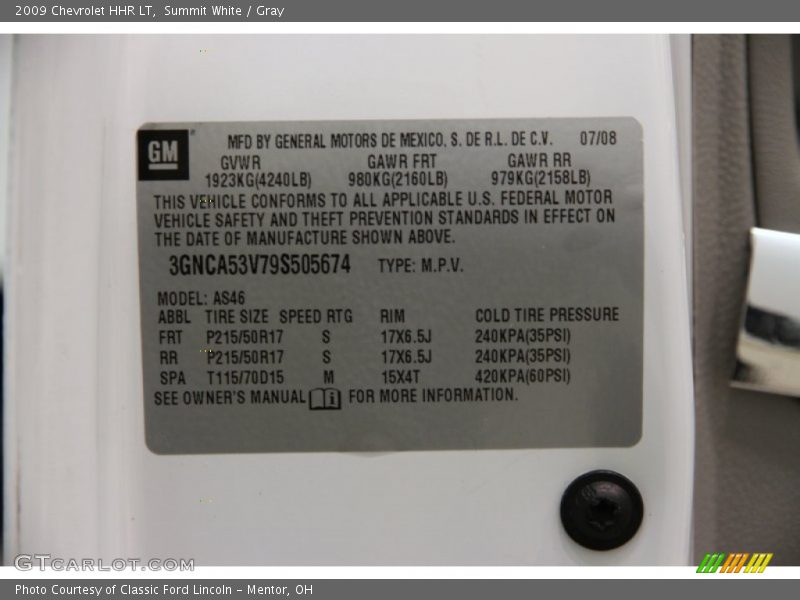 2009 Chevrolet HHR LT, Summit White / Gray
GM
MFD BY GENERAL MOTORS DE MEXICO, S. DE R.L. DE C.V. 07/08
GVWR GAWR FRT GAWR RR
1923KG(4240LB) 980KG(2160LB) 979KG(2158LB)
THIS VEHICLE CONFORMS TO ALL APPLICABLE U.S. FEDERAL MOTOR
VEHICLE SAFETY AND THEFT PREVENTION STANDARDS IN EFFECT ON
THE DATE OF MANUFACTURE SHOWN ABOVE.
3GNCA53V79S505674 TYPE: M.P.V.
MODEL: AS46
ABBL TIRE SIZE SPEED RTG RIM COLD TIRE PRESSURE
FRT P215/50R17 S 17X6.5J 240KPA(35PSI)
RR P215/50R17 S 17X6.5J 240KPA(35PSI)
SPA T115/70D15 M 15X4T 420KPA(60PSI)
SEE OWNER'S MANUAL FOR MORE INFORMATION.
GTCARLOT.COM
Photo Courtesy of Classic Ford Lincoln - Mentor, OH